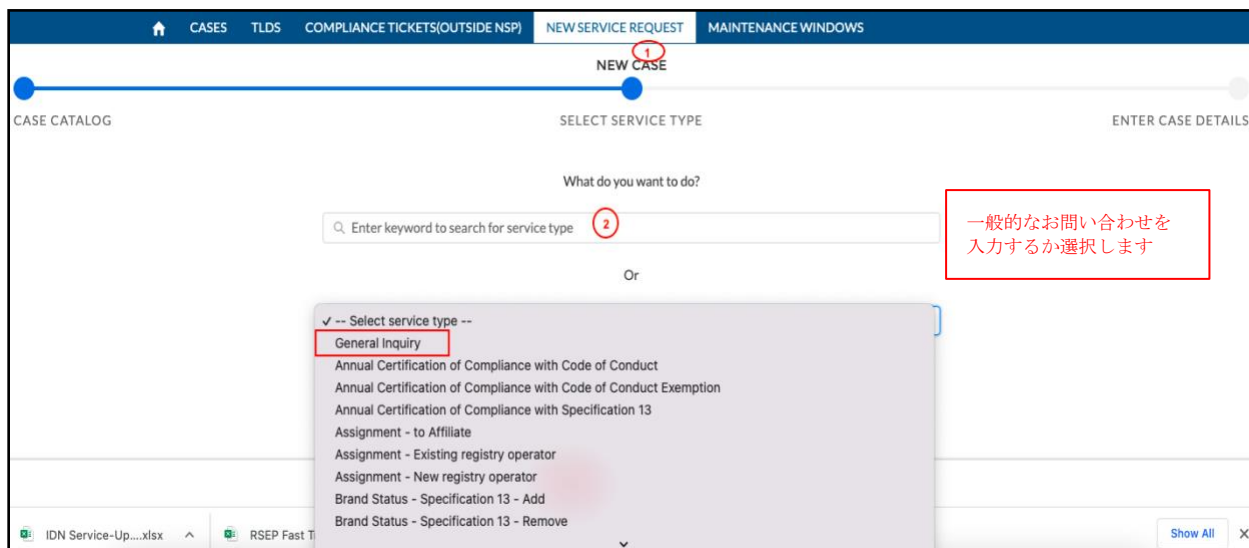 CASES TLDS COMPLIANCE TICKETS(OUTSIDE NSP) NEW SERVICE REQUEST MAINTENANCE WINDOWS
1
NEW CASE
CASE CATALOG SELECT SERVICE TYPE ENTER CASE DETAILS
What do you want to do?
Enter keyword to search for service type 2
一般的なお問い合わせを
入力するか選択します
Or
✓ -- Select service type --
General Inquiry
Annual Certification of Compliance with Code of Conduct
Annual Certification of Compliance with Code of Conduct Exemption
Annual Certification of Compliance with Specification 13
Assignment - to Affiliate
Assignment - Existing registry operator
Assignment - New registry operator
Brand Status - Specification 13 - Add
Brand Status - Specification 13 - Remove
IDN Service-Up....xlsx RSEP Fast Show All X